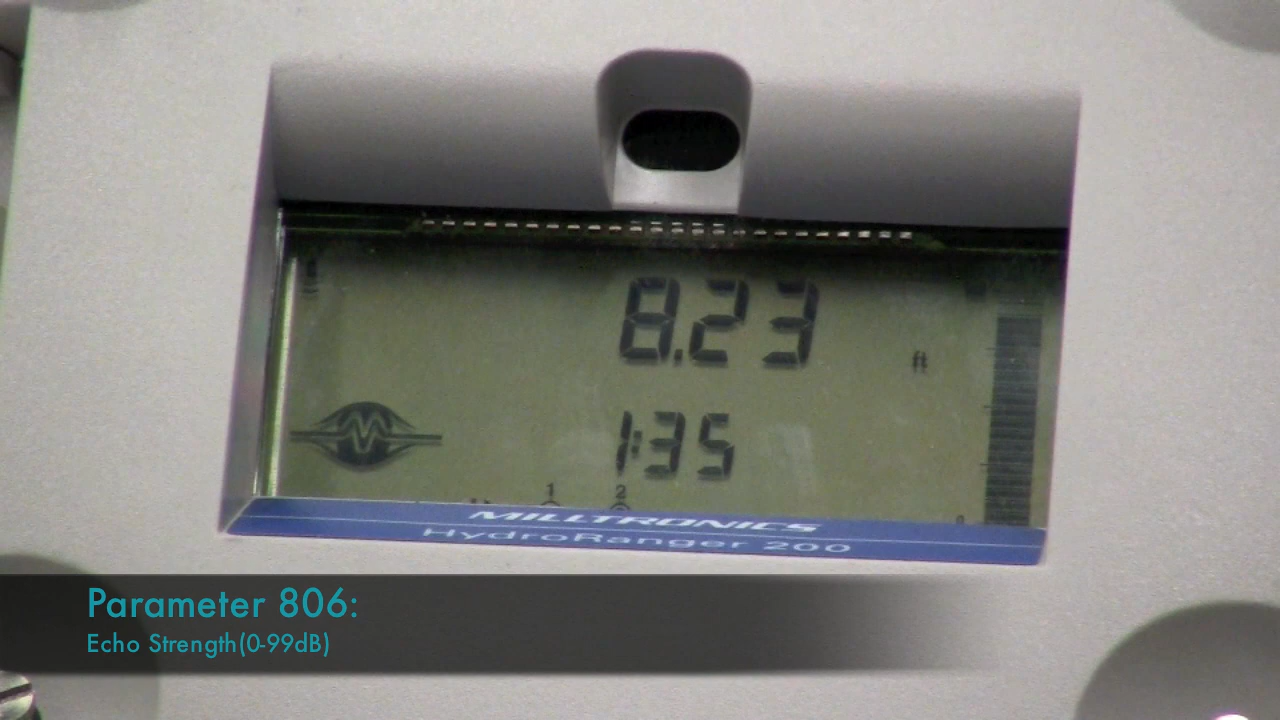 8.23
ft
1:35
1 2
MILLTRONICS
HydroRanger 200
Parameter 806:
Echo Strength(0-99dB)